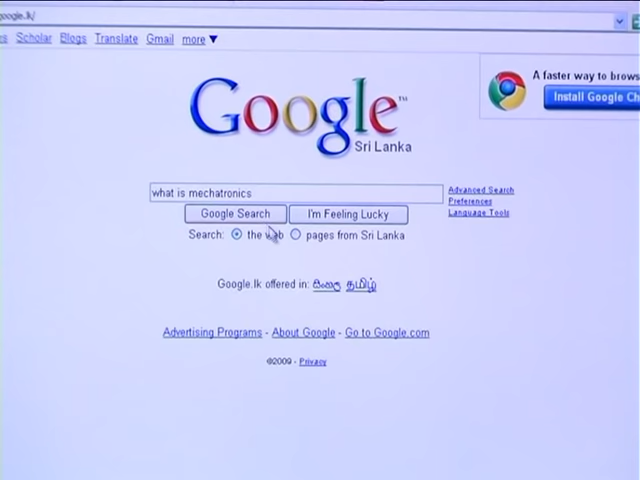 google.lk/
Scholar Blogs Translate Gmail more ▼
A faster way to brows
Install Google Ch
Google™
Sri Lanka
what is mechatronics
Advanced Search
Preferences
Language Tools
Google Search I'm Feeling Lucky
Search: the web pages from Sri Lanka
Google.lk offered in: සිංහල தமிழ்
Advertising Programs - About Google - Go to Google.com
©2009 - Privacy